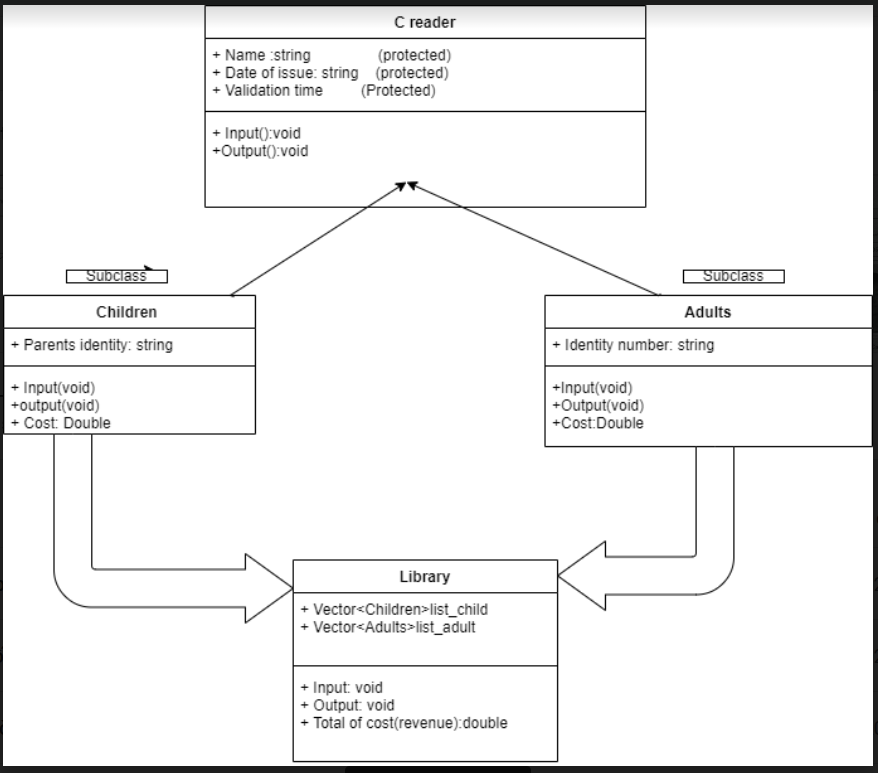 C reader
+ Name :string (protected)
+ Date of issue: string (protected)
+ Validation time (Protected)
+ Input():void
+Output():void
Subclass
Subclass
Children
+ Parents identity: string
+ Input(void)
+output(void)
+ Cost: Double
Adults
+ Identity number: string
+Input(void)
+Output(void)
+Cost:Double
Library
+ Vector<Children>list_child
+ Vector<Adults>list_adult
+ Input: void
+ Output: void
+ Total of cost(revenue):double